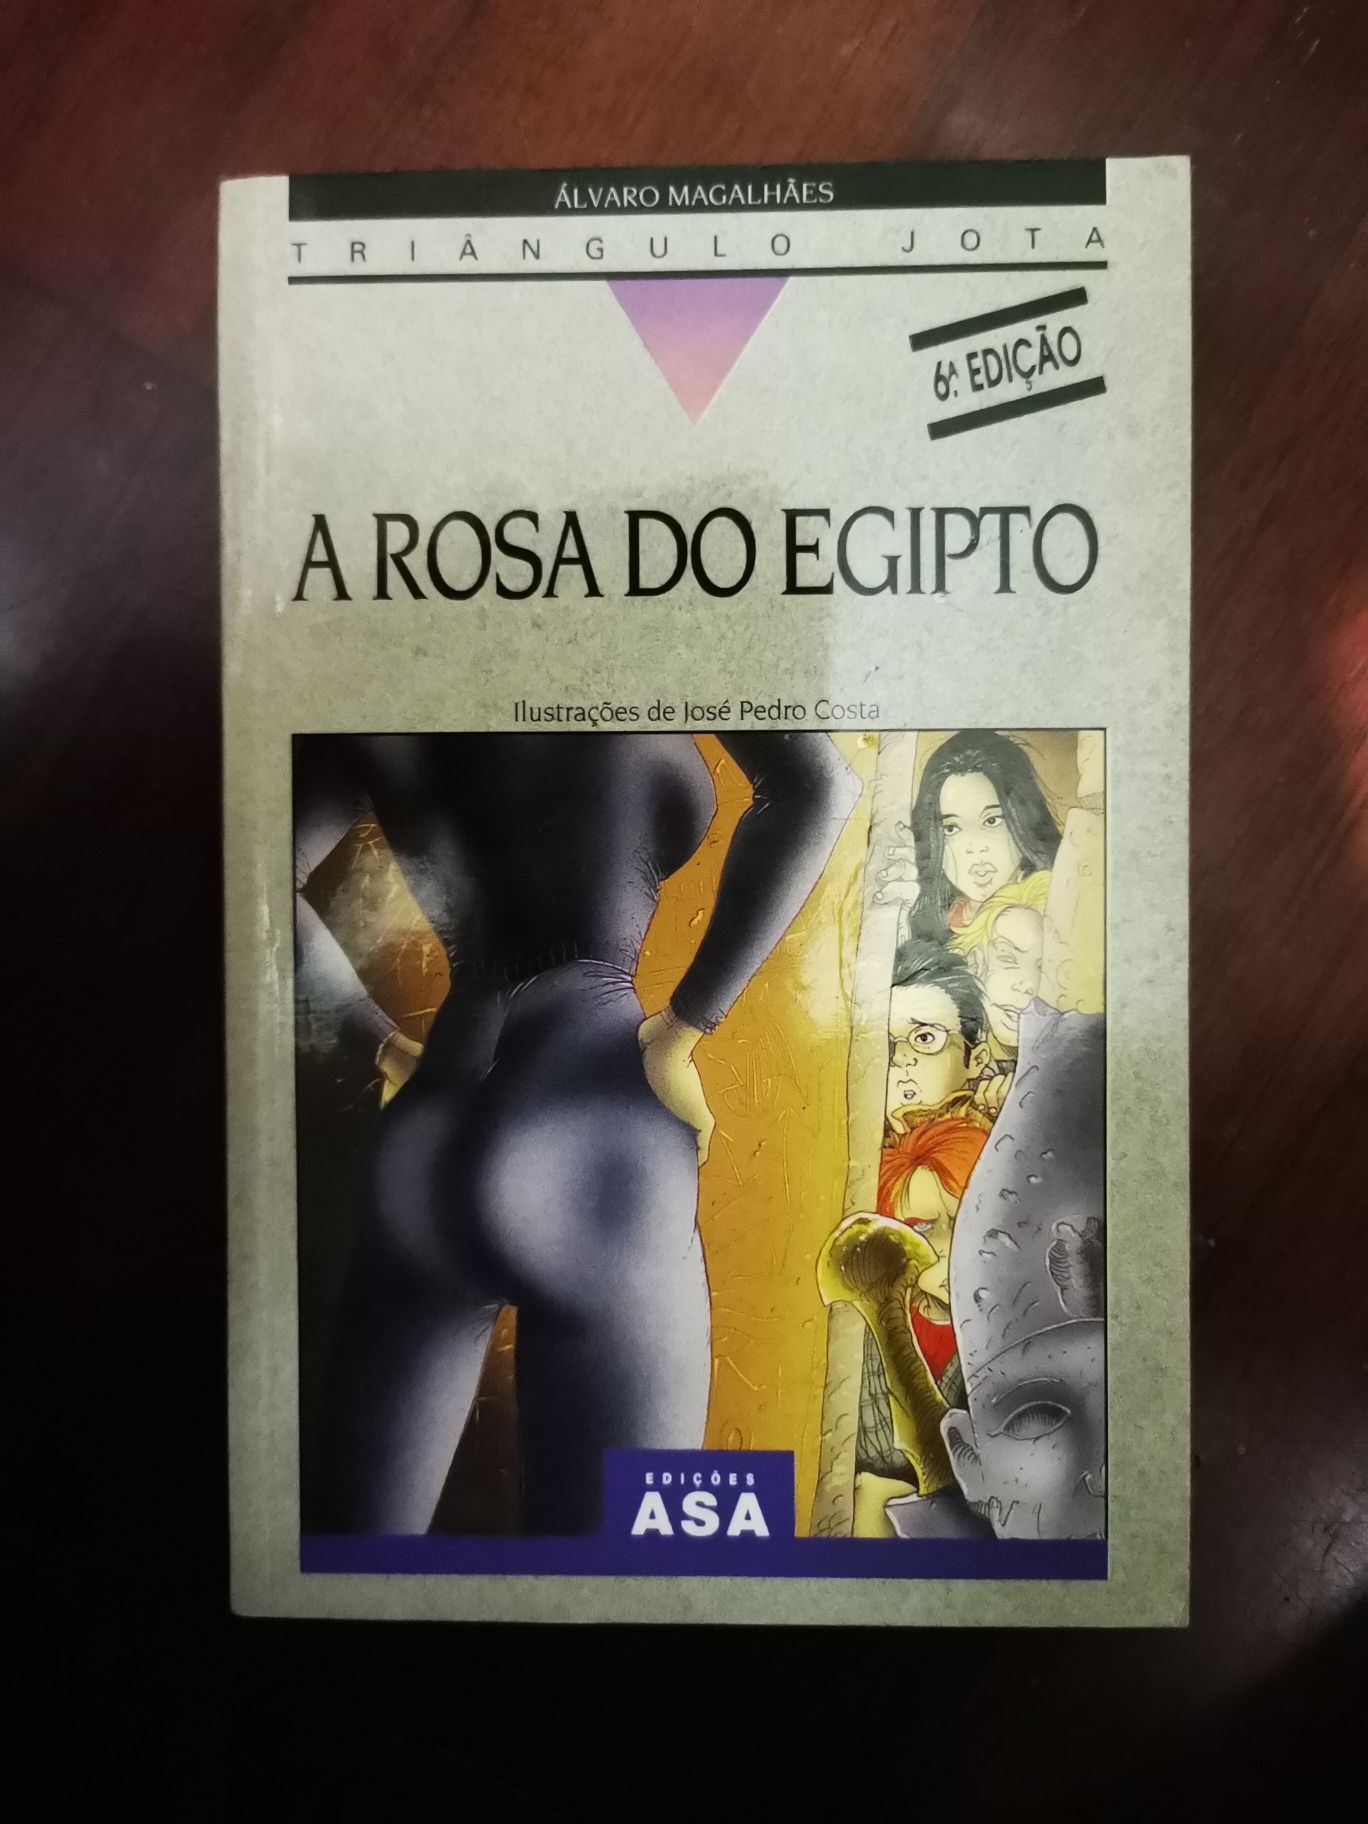 ÁLVARO MAGALHÃES
TRIÂNGULO JOTA
6ª. EDIÇÃO
A ROSA DO EGIPTO
Ilustrações de José Pedro Costa
EDIÇÕES
ASA